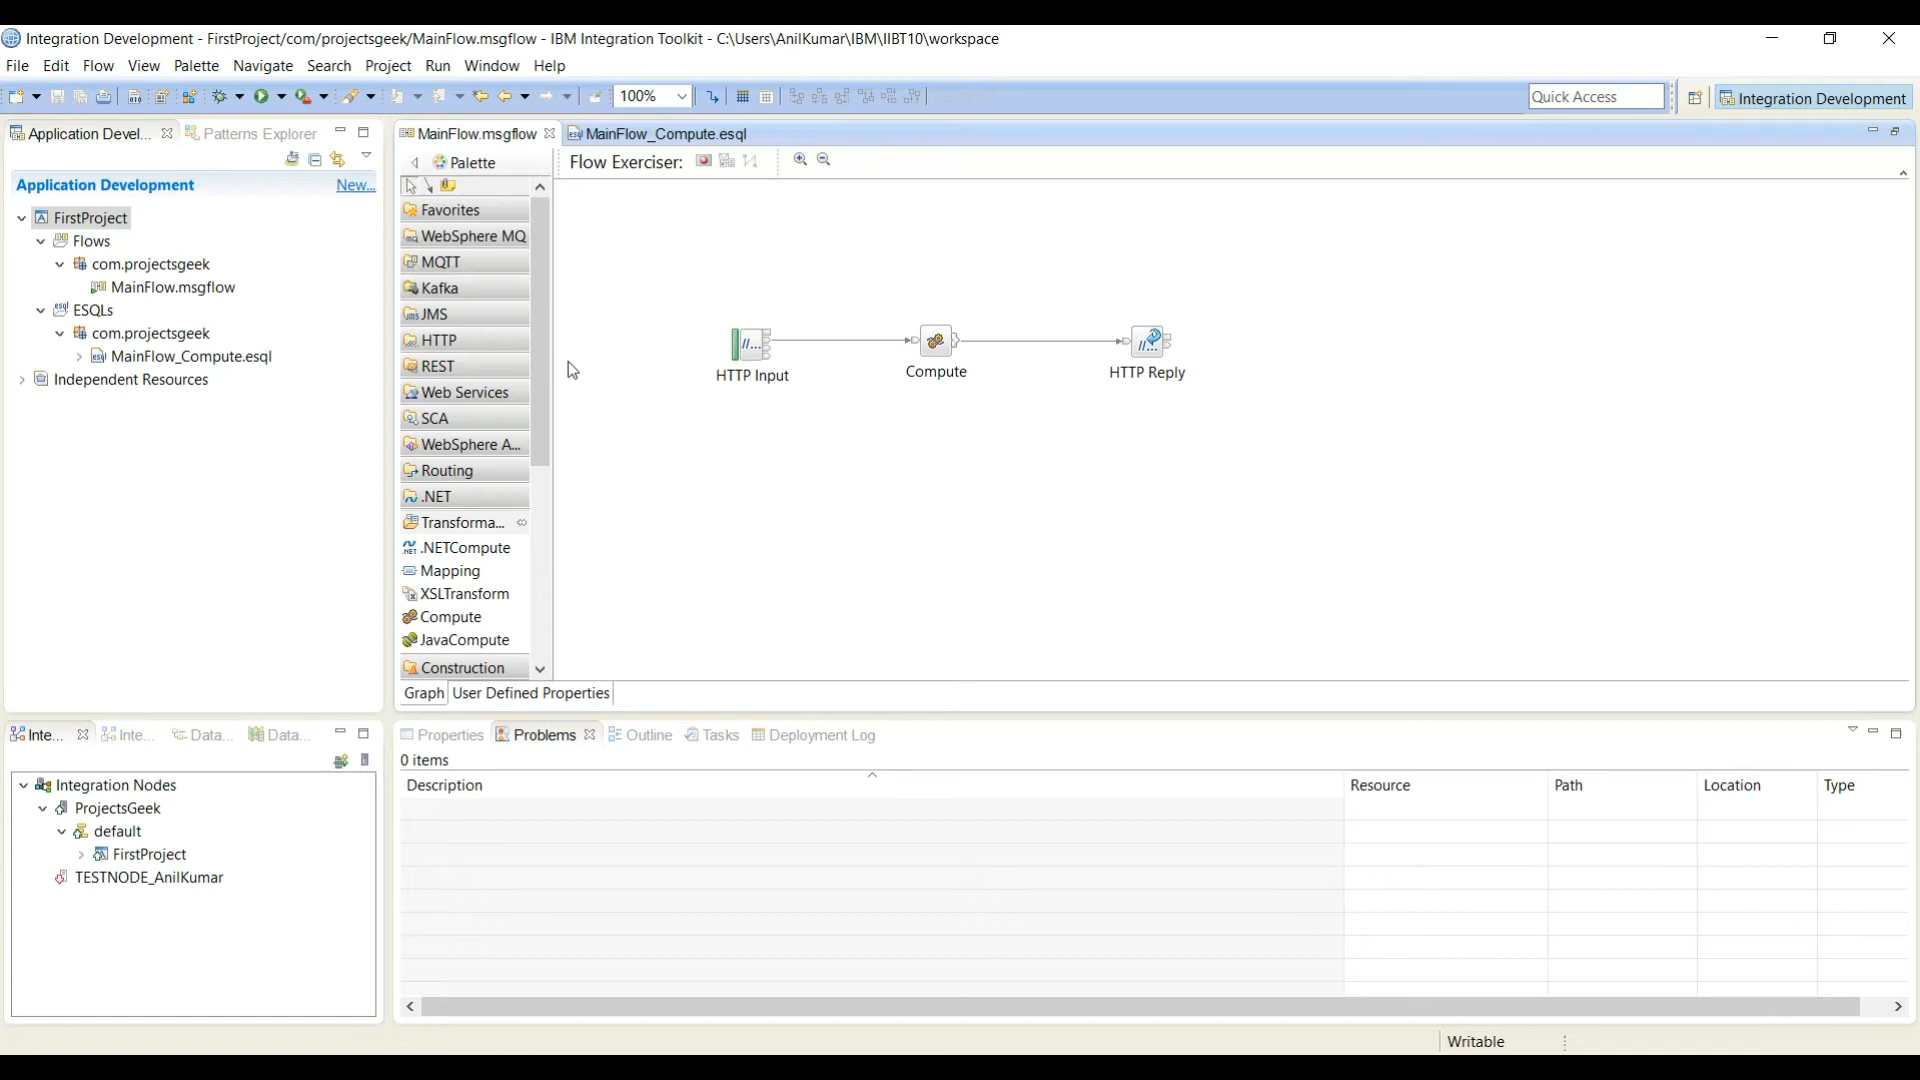 Integration Development - FirstProject/com/projectsgeek/MainFlow.msgflow - IBM Integration Toolkit - C:\Users\AnilKumar\IBM\IIBT10\workspace
File Edit Flow View Palette Navigate Search Project Run Window Help
100% Quick Access Integration Development
Application Devel... Patterns Explorer
Application Development New...
FirstProject
Flows
com.projectsgeek
MainFlow.msgflow
ESQLs
com.projectsgeek
MainFlow_Compute.esql
Independent Resources
MainFlow.msgflow MainFlow_Compute.esql
Palette Flow Exerciser:
Favorites
WebSphere MQ
MQTT
Kafka
JMS
HTTP
REST
Web Services
SCA
WebSphere A...
Routing
.NET
Transforma...
.NETCompute
Mapping
XSLTransform
Compute
JavaCompute
Construction
HTTP Input
Compute
HTTP Reply
Graph User Defined Properties
Inte... Inte... Data... Data...
Integration Nodes
ProjectsGeek
default
FirstProject
TESTNODE_AnilKumar
Properties Problems Outline Tasks Deployment Log
0 items
Description Resource Path Location Type
Writable